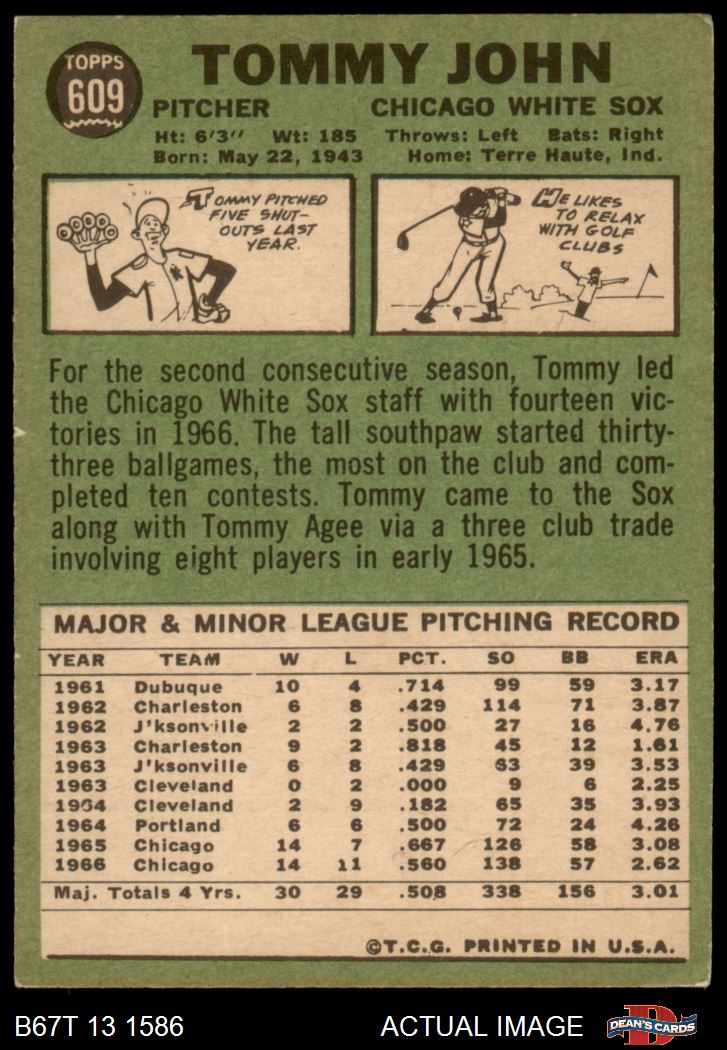 TOPPS
609
TOMMY JOHN
PITCHER CHICAGO WHITE SOX
Ht: 6'3" Wt: 185 Throws: Left Bats: Right
Born: May 22, 1943 Home: Terre Haute, Ind.
TOMMY PITCHED
FIVE SHUT-
OUTS LAST
YEAR.
HE LIKES
TO RELAX
WITH GOLF
CLUBS
For the second consecutive season, Tommy led
the Chicago White Sox staff with fourteen vic-
tories in 1966. The tall southpaw started thirty-
three ballgames, the most on the club and com-
pleted ten contests. Tommy came to the Sox
along with Tommy Agee via a three club trade
involving eight players in early 1965.
MAJOR & MINOR LEAGUE PITCHING RECORD
YEAR TEAM W L PCT. SO BB ERA
1961 Dubuque 10 4 .714 99 59 3.17
1962 Charleston 6 8 .429 114 71 3.87
1962 J'ksonville 2 2 .500 27 16 4.76
1963 Charleston 9 2 .818 45 12 1.61
1963 J'ksonville 6 8 .429 63 39 3.53
1963 Cleveland 0 2 .000 9 6 2.25
1964 Cleveland 2 9 .182 65 35 3.93
1964 Portland 6 6 .500 72 24 4.26
1965 Chicago 14 7 .667 126 58 3.08
1966 Chicago 14 11 .560 138 57 2.62
Maj. Totals 4 Yrs. 30 29 .508 338 156 3.01
©T.C.G. PRINTED IN U.S.A.
B67T 13 1586 ACTUAL IMAGE
D
DEAN'S CARDS